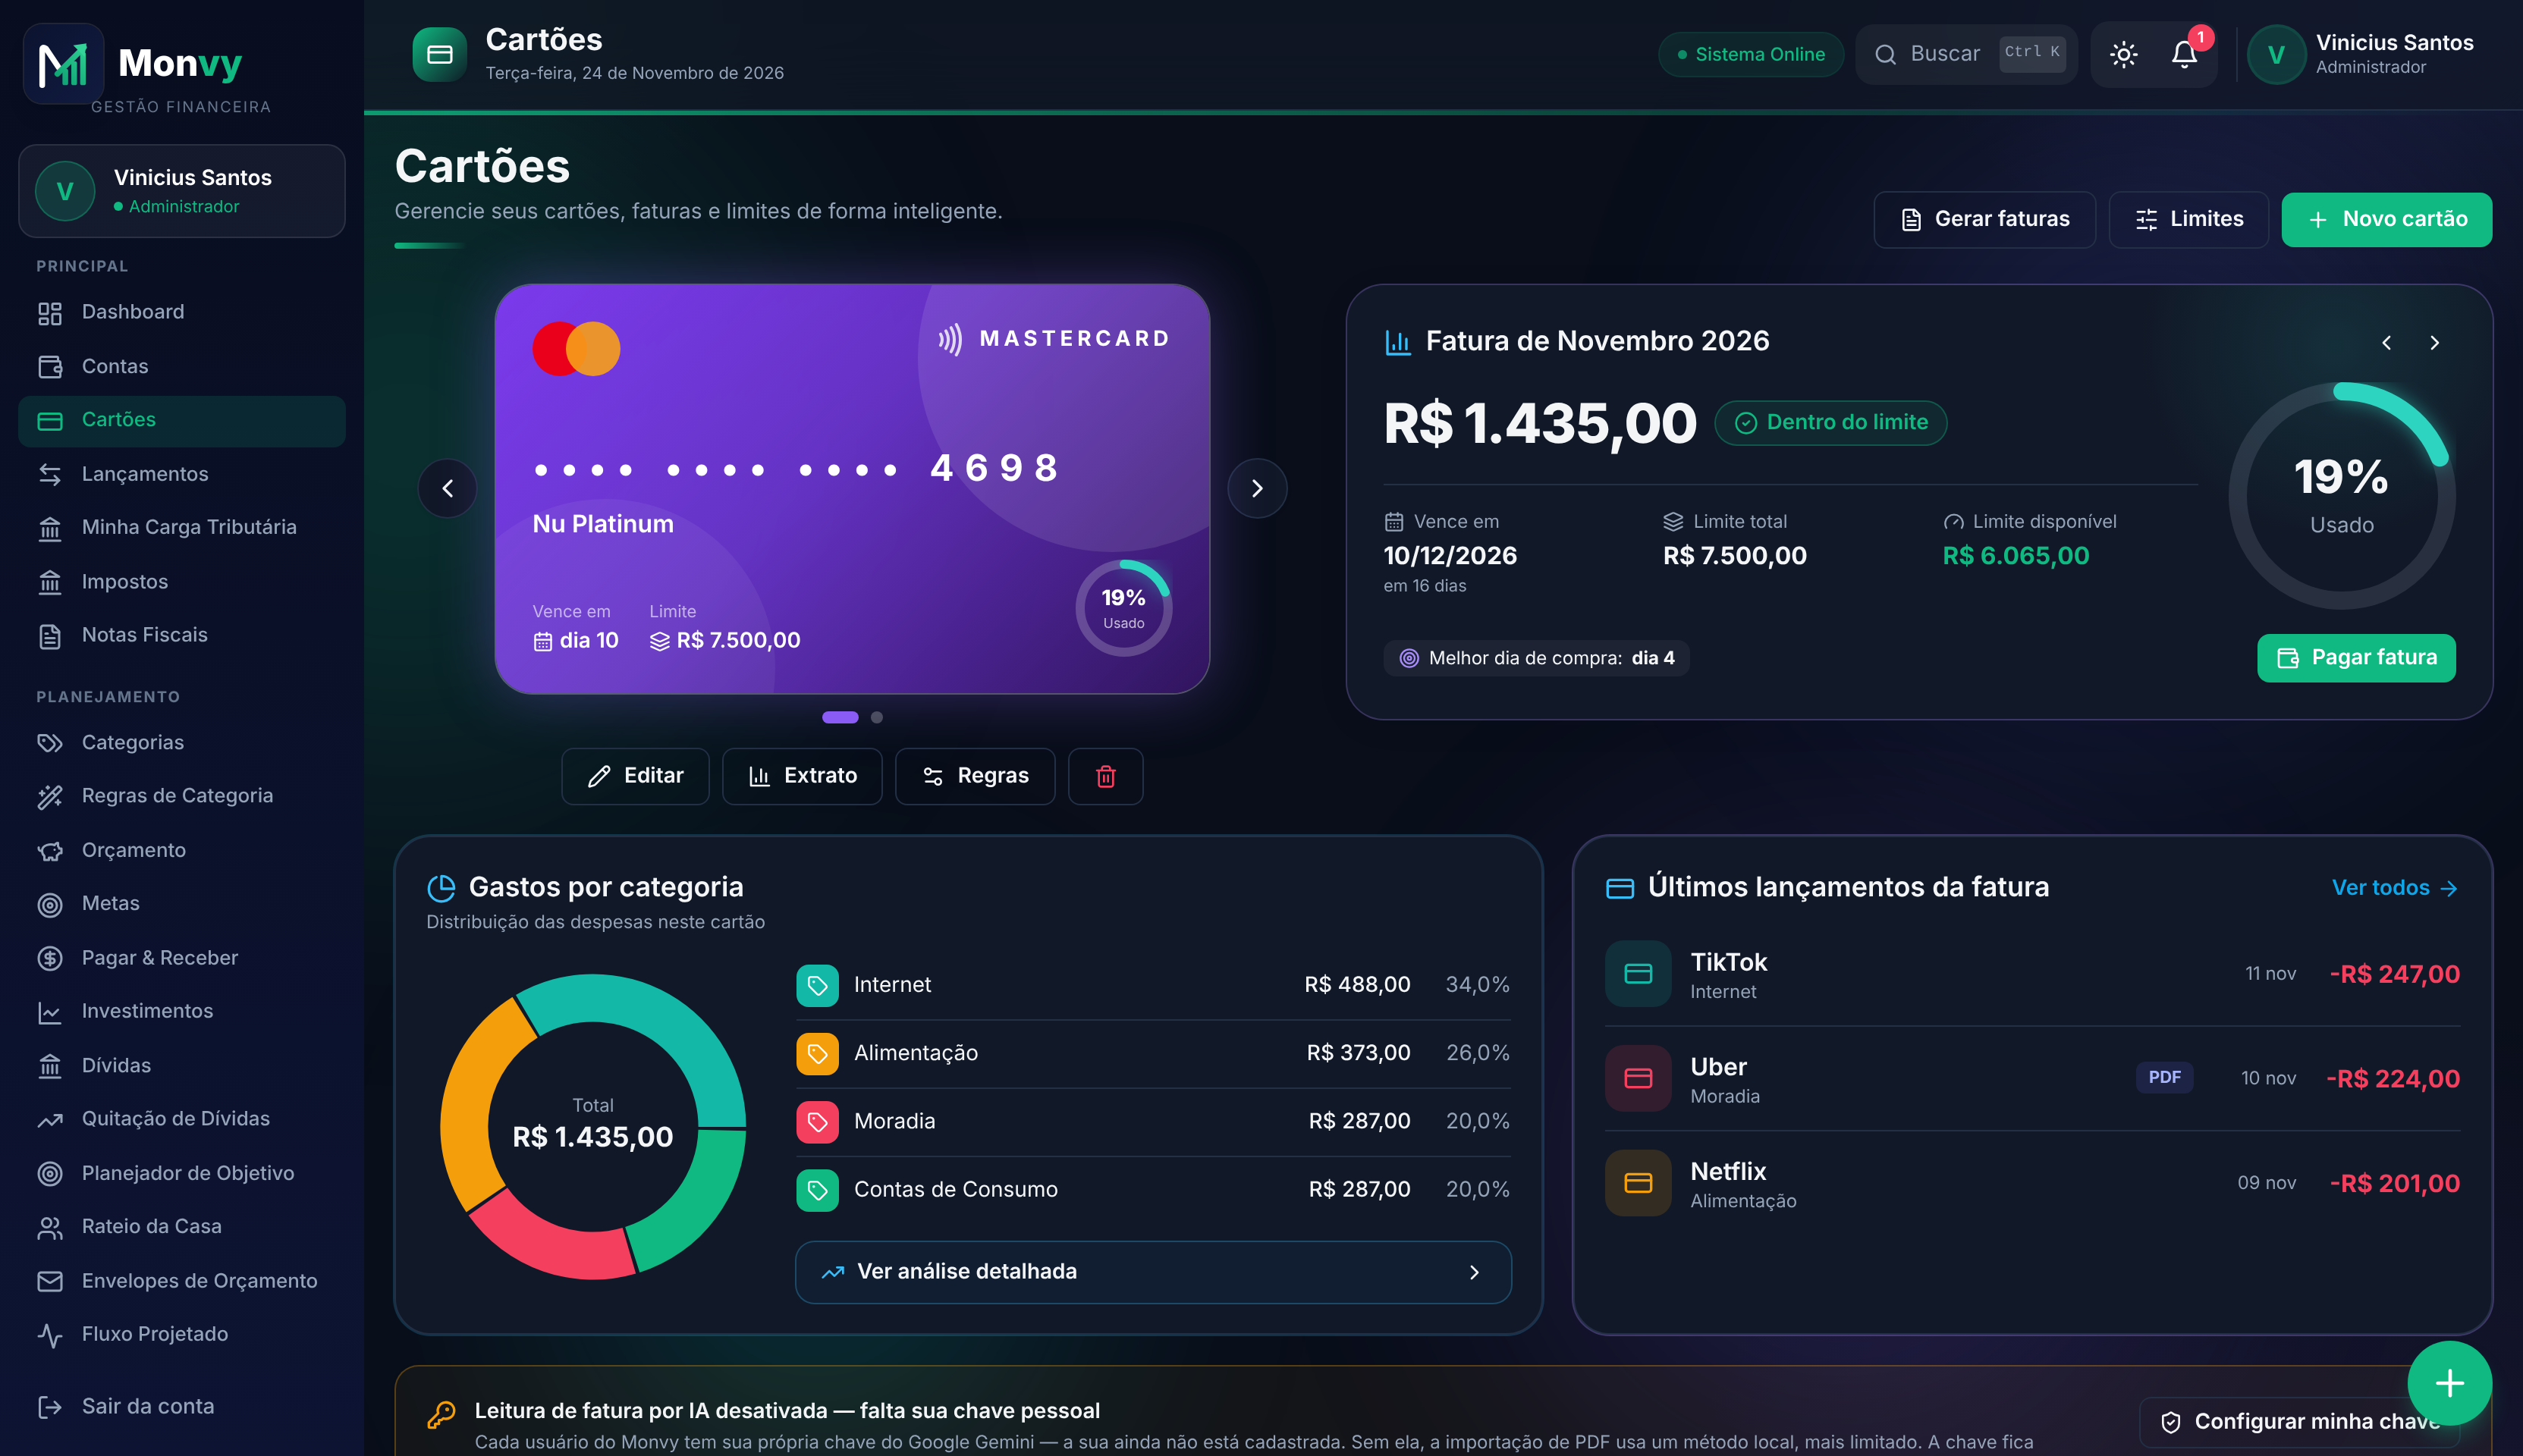 Monvy
GESTÃO FINANCEIRA
V
Vinicius Santos
Administrador
PRINCIPAL
Dashboard
Contas
Cartões
Lançamentos
Minha Carga Tributária
Impostos
Notas Fiscais
PLANEJAMENTO
Categorias
Regras de Categoria
Orçamento
Metas
Pagar & Receber
Investimentos
Dívidas
Quitação de Dívidas
Planejador de Objetivo
Rateio da Casa
Envelopes de Orçamento
Fluxo Projetado
Sair da conta
Cartões
Terça-feira, 24 de Novembro de 2026
Sistema Online
Buscar
Ctrl K
1
V
Vinicius Santos
Administrador
Cartões
Gerencie seus cartões, faturas e limites de forma inteligente.
Gerar faturas
Limites
Novo cartão
MASTERCARD
•••• •••• •••• 4698
Nu Platinum
Vence em
dia 10
Limite
R$ 7.500,00
19%
Usado
Editar
Extrato
Regras
Fatura de Novembro 2026
R$ 1.435,00
Dentro do limite
Vence em
10/12/2026
em 16 dias
Limite total
R$ 7.500,00
Limite disponível
R$ 6.065,00
19%
Usado
Melhor dia de compra: dia 4
Pagar fatura
Gastos por categoria
Distribuição das despesas neste cartão
Total
R$ 1.435,00
Internet R$ 488,00 34,0%
Alimentação R$ 373,00 26,0%
Moradia R$ 287,00 20,0%
Contas de Consumo R$ 287,00 20,0%
Ver análise detalhada
Últimos lançamentos da fatura
Ver todos
TikTok
Internet
11 nov -R$ 247,00
Uber
Moradia
PDF 10 nov -R$ 224,00
Netflix
Alimentação
09 nov -R$ 201,00
Leitura de fatura por IA desativada — falta sua chave pessoal
Cada usuário do Monvy tem sua própria chave do Google Gemini — a sua ainda não está cadastrada. Sem ela, a importação de PDF usa um método local, mais limitado. A chave fica
Configurar minha chave